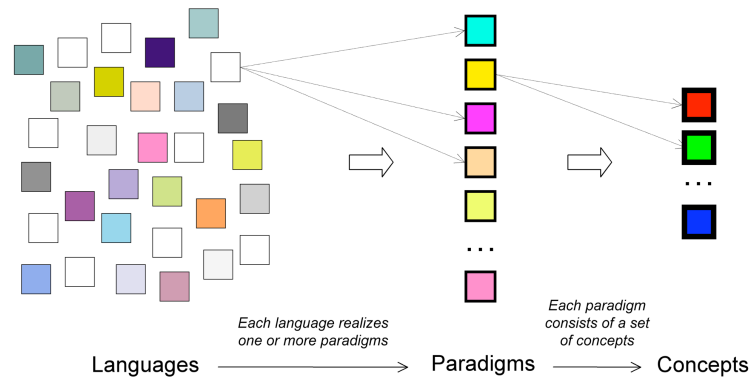 ...
...
Each language realizes
one or more paradigms
Each paradigm
consists of a set
of concepts
Languages
Paradigms
Concepts